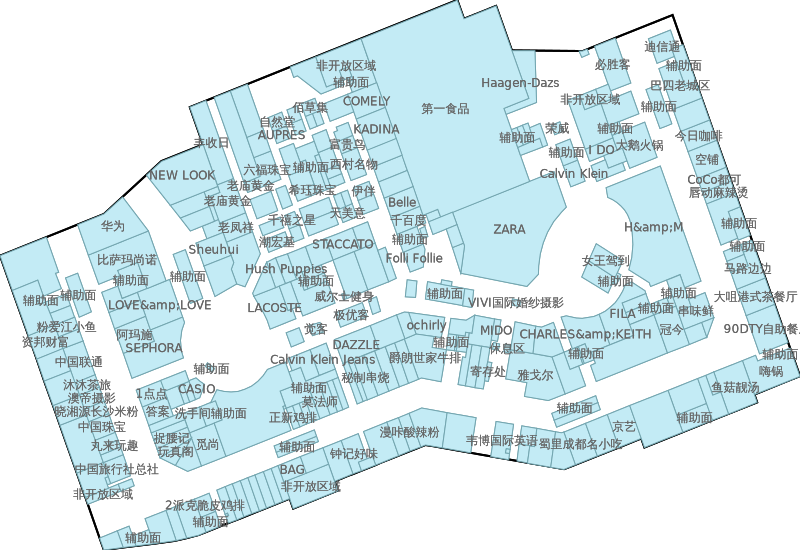 迪信通
必胜客
非开放区域
辅助面
辅助面
Haagen-Dazs
巴四老城区
COMELY
非开放区域
佰草集
辅助面
第一食品
自然堂
KADINA
荣威
辅助面
AUPRES
辅助面
今日咖啡
丰收日
富贵鸟
大鹅火锅
I DO
辅助面
空铺
西村名物
六福珠宝
辅助面
NEW LOOK
Calvin Klein
CoCo都可
老庙黄金
希玛珠宝
伊伴
唇动麻辣烫
老庙黄金
Belle
天美意
千禧之星
千百度
辅助面
华为
老凤祥
ZARA
H&amp;M
潮宏基
STACCATO
辅助面
辅助面
Sheuhui
Folli Follie
比萨玛尚诺
女王驾到
Hush Puppies
马路边边
辅助面
辅助面
辅助面
辅助面
辅助面
辅助面
辅助面
威尔士健身
辅助面
大咀港式茶餐厅
LOVE&amp;LOVE
VIVI国际婚纱摄影
LACOSTE
辅助面
串味鲜
极优客
FILA
粉爱江小鱼
ochirly
觉客
MIDO
冠今
90DTY自助餐
阿玛施
CHARLES&amp;KEITH
资邦财富
辅助面
DAZZLE
SEPHORA
保息区
辅助面
辅助面
Calvin Klein Jeans
爵朗世家牛排
中国联通
辅助面
寄存处
嗨锅
秘制串烧
雅戈尔
沐沐茶旅
CASIO
辅助面
鱼菇靓汤
1点点
澳帝摄影
莫法师
晓湘源长沙米粉
答案
洗手间
辅助面
辅助面
正新鸡排
辅助面
中国珠宝
京艺
漫咔酸辣粉
捉腰记
觅尚
韦博国际英语
蜀里成都名小吃
丸来玩趣
辅助面
玩真阁
钟记好味
中国旅行社总社
BAG
非开放区域
非开放区域
2派克脆皮鸡排
辅助面
辅助面